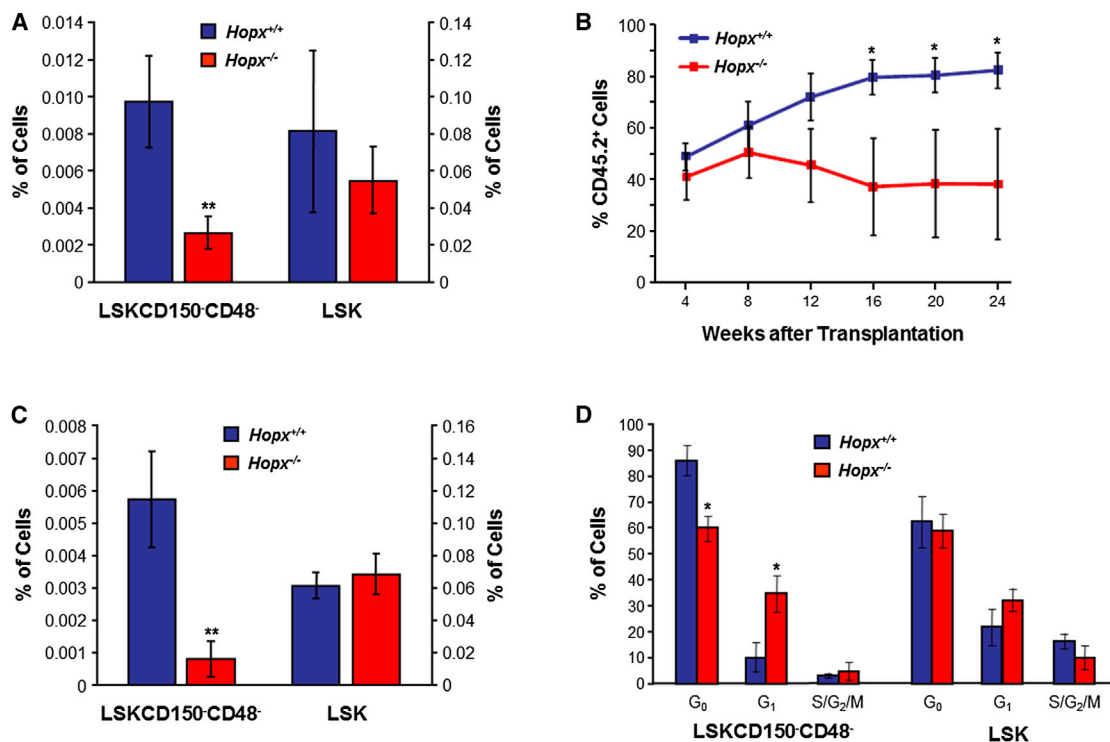 A
Hopx+/+
Hopx-/-
0.014
0.012
0.010
0.008
0.006
0.004
0.002
0
% of Cells
0.14
0.12
0.10
0.08
0.06
0.04
0.02
0
% of Cells
**
LSKCD150-CD48-
LSK
B
Hopx+/+
Hopx-/-
100
80
60
40
20
0
% CD45.2+ Cells
* * *
4 8 12 16 20 24
Weeks after Transplantation
C
Hopx+/+
Hopx-/-
0.008
0.007
0.006
0.005
0.004
0.003
0.002
0.001
0
% of Cells
0.16
0.14
0.12
0.10
0.08
0.06
0.04
0.02
0
% of Cells
**
LSKCD150-CD48-
LSK
D
Hopx+/+
Hopx-/-
100
90
80
70
60
50
40
30
20
10
0
% of Cells
*
*
G0 G1 S/G2/M G0 G1 S/G2/M
LSKCD150-CD48- LSK